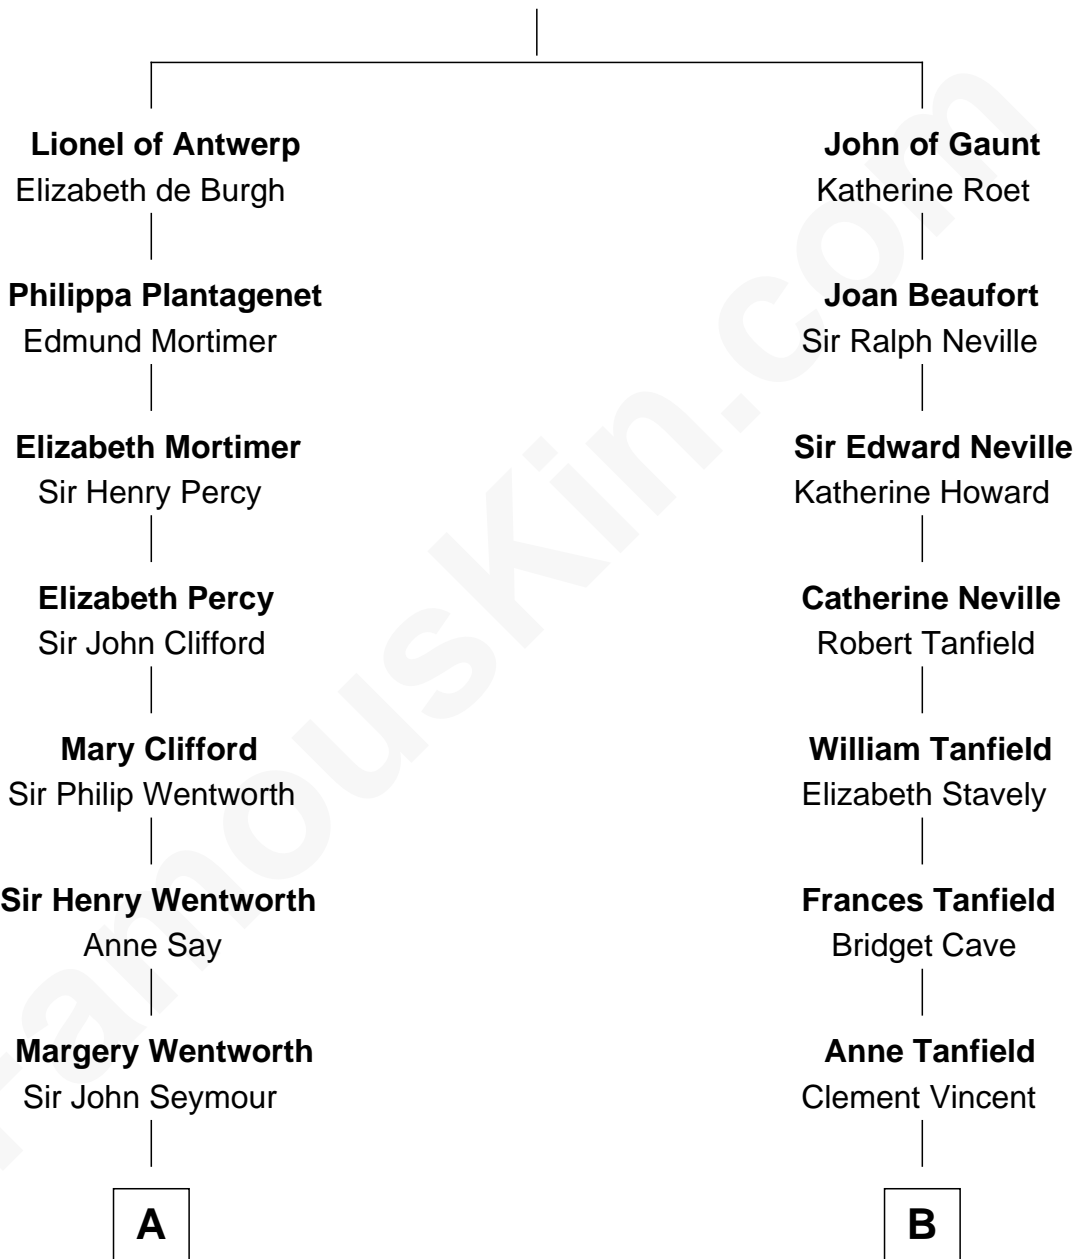 Lionel of Antwerp
Elizabeth de Burgh
Philippa Plantagenet
Edmund Mortimer
Elizabeth Mortimer
Sir Henry Percy
Elizabeth Percy
Sir John Clifford
Mary Clifford
Sir Philip Wentworth
Sir Henry Wentworth
Anne Say
Margery Wentworth
Sir John Seymour
A
John of Gaunt
Katherine Roet
Joan Beaufort
Sir Ralph Neville
Sir Edward Neville
Katherine Howard
Catherine Neville
Robert Tanfield
William Tanfield
Elizabeth Stavely
Frances Tanfield
Bridget Cave
Anne Tanfield
Clement Vincent
B
FamousKin.com